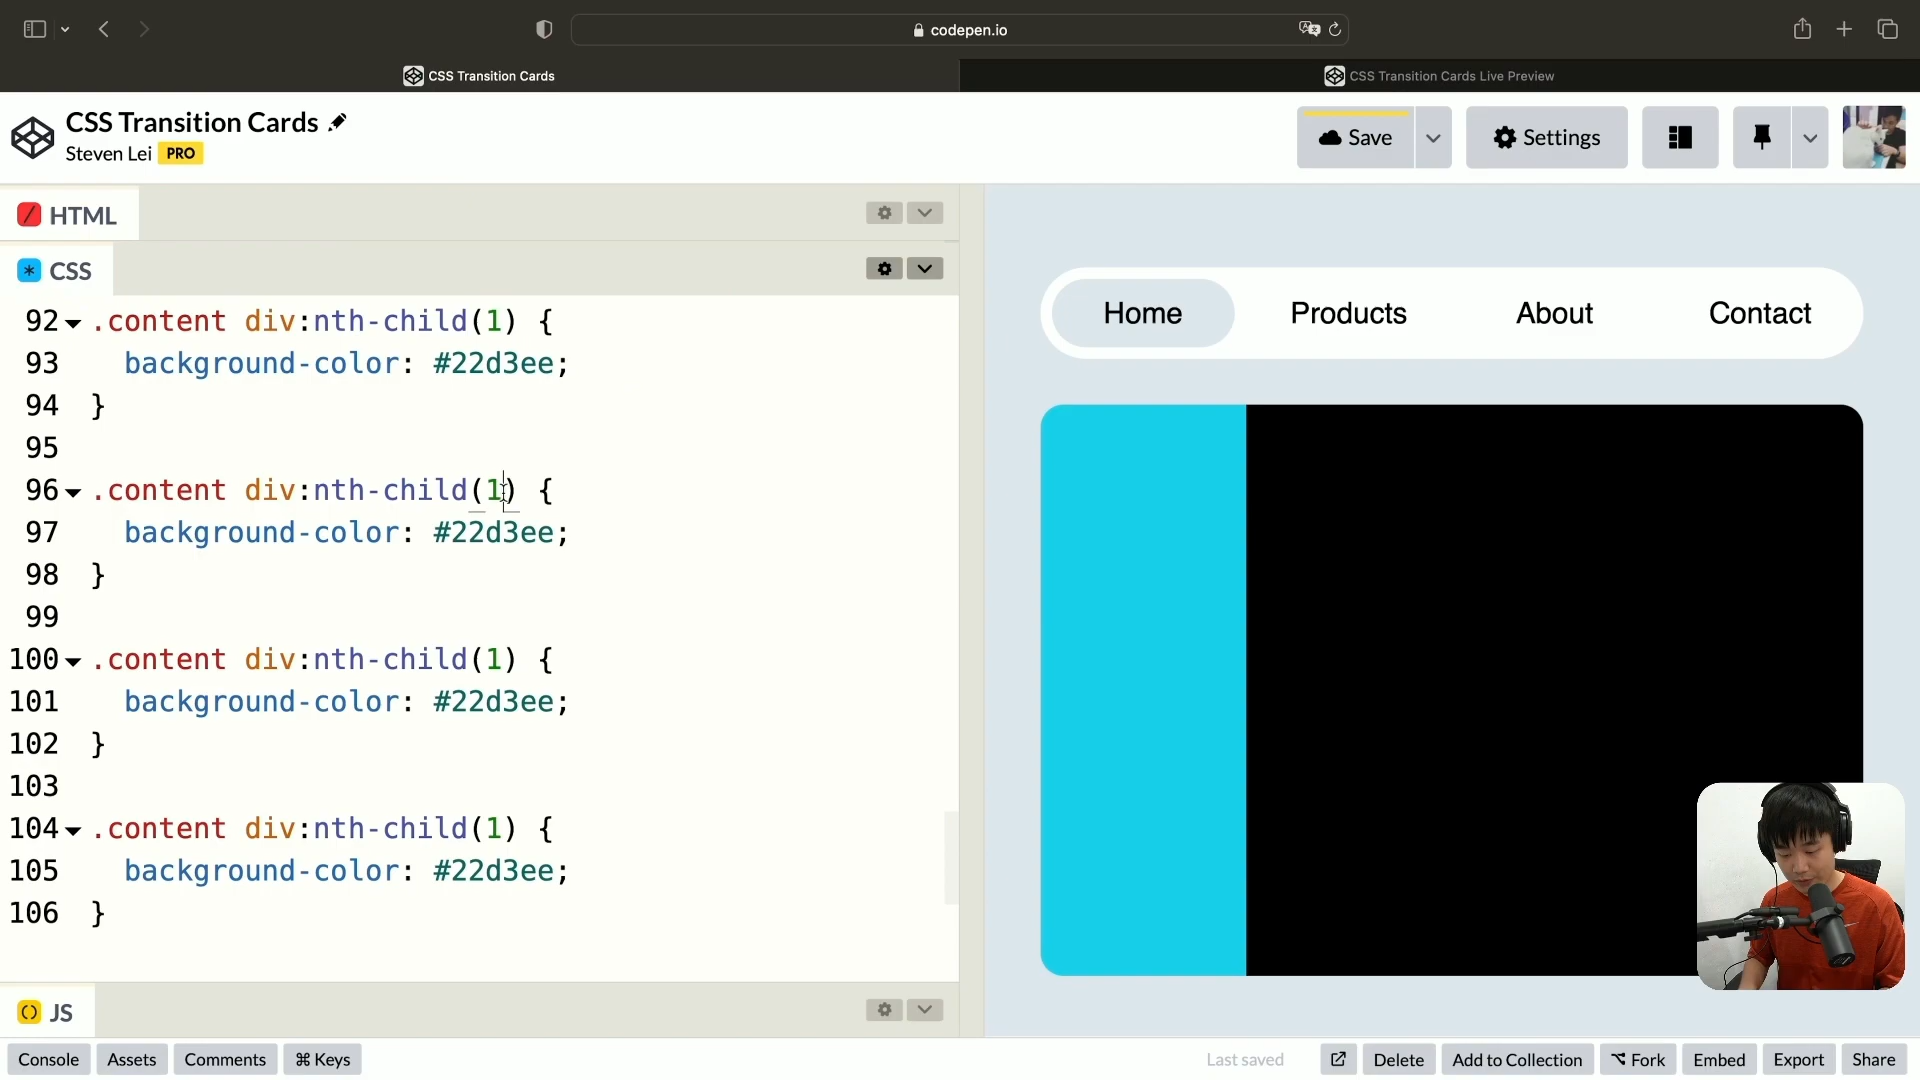 codepen.io
CSS Transition Cards
CSS Transition Cards Live Preview
CSS Transition Cards
Steven Lei PRO
Save
Settings
HTML
CSS
92 .content div:nth-child(1) {
93 background-color: #22d3ee;
94 }
95
96 .content div:nth-child(1) {
97 background-color: #22d3ee;
98 }
99
100 .content div:nth-child(1) {
101 background-color: #22d3ee;
102 }
103
104 .content div:nth-child(1) {
105 background-color: #22d3ee;
106 }
Home Products About Contact
JS
Console Assets Comments ⌘ Keys Last saved Delete Add to Collection Fork Embed Export Share